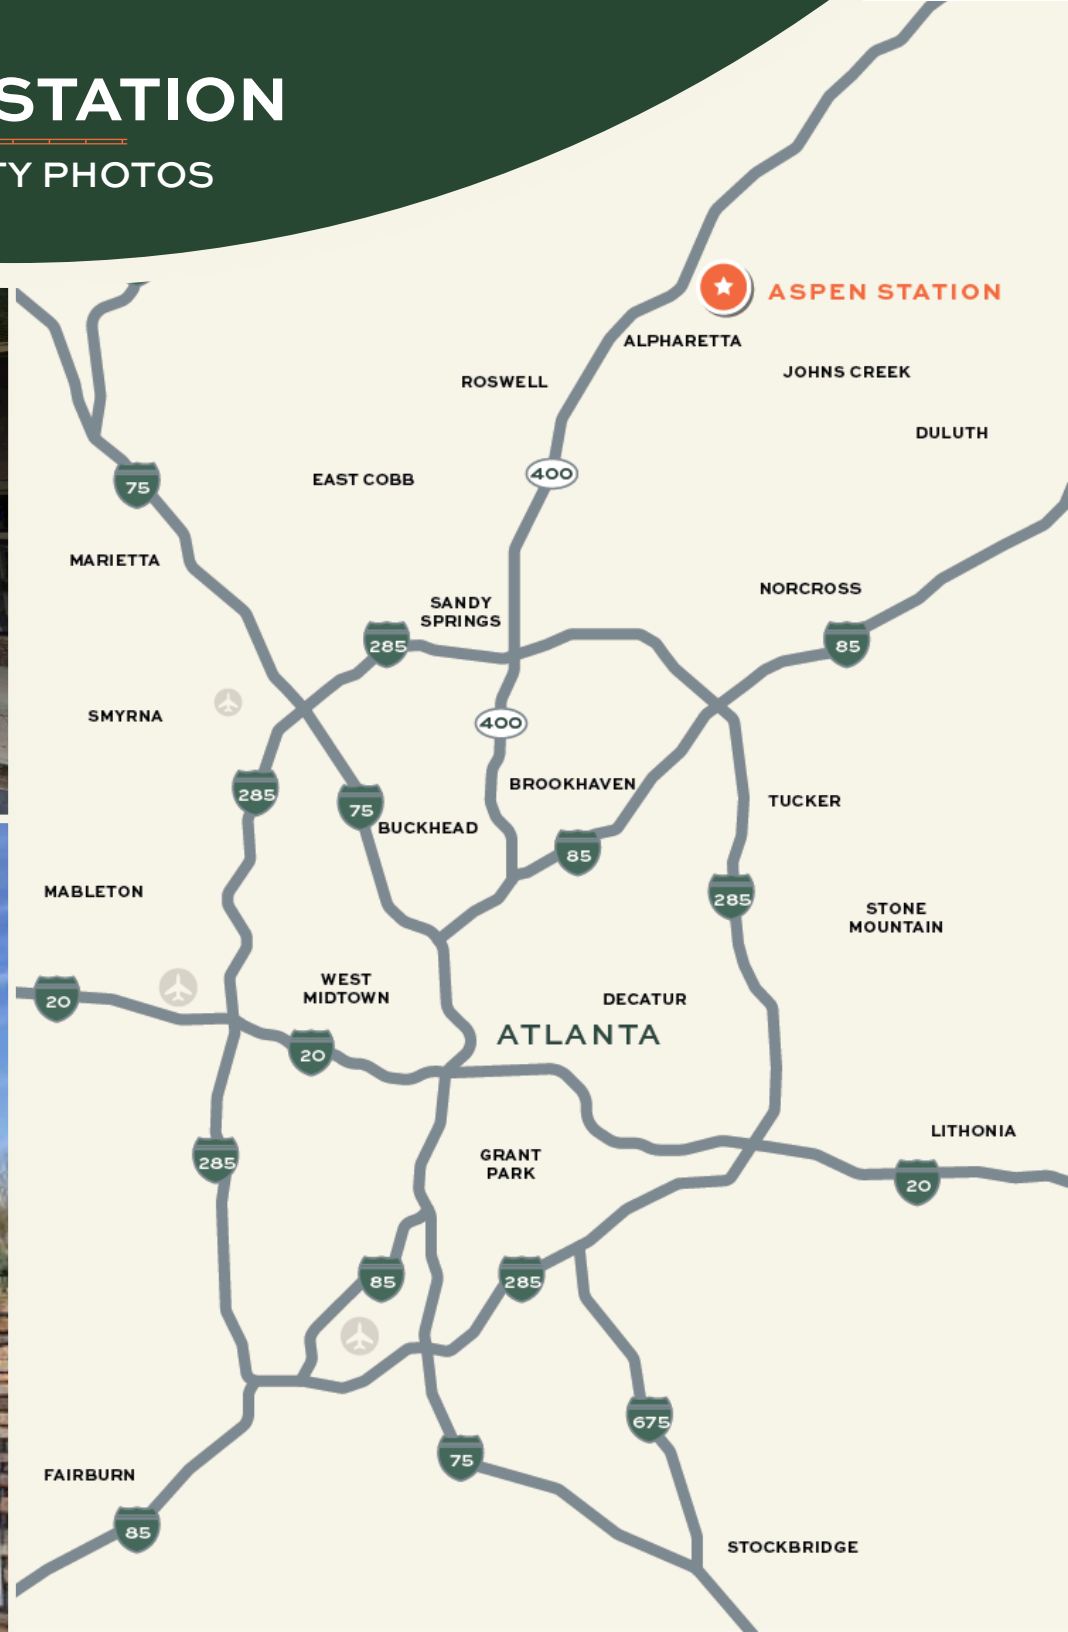 STATION
TY PHOTOS
ASPEN STATION
ALPHARETTA
JOHNS CREEK
ROSWELL
DULUTH
400
EAST COBB
75
MARIETTA
NORCROSS
SANDY
SPRINGS
285
85
SMYRNA
400
BROOKHAVEN
285
75
TUCKER
BUCKHEAD
85
MABLETON
285
STONE
MOUNTAIN
WEST
MIDTOWN
20
DECATUR
ATLANTA
20
LITHONIA
285
GRANT
PARK
20
85
285
675
75
FAIRBURN
85
STOCKBRIDGE